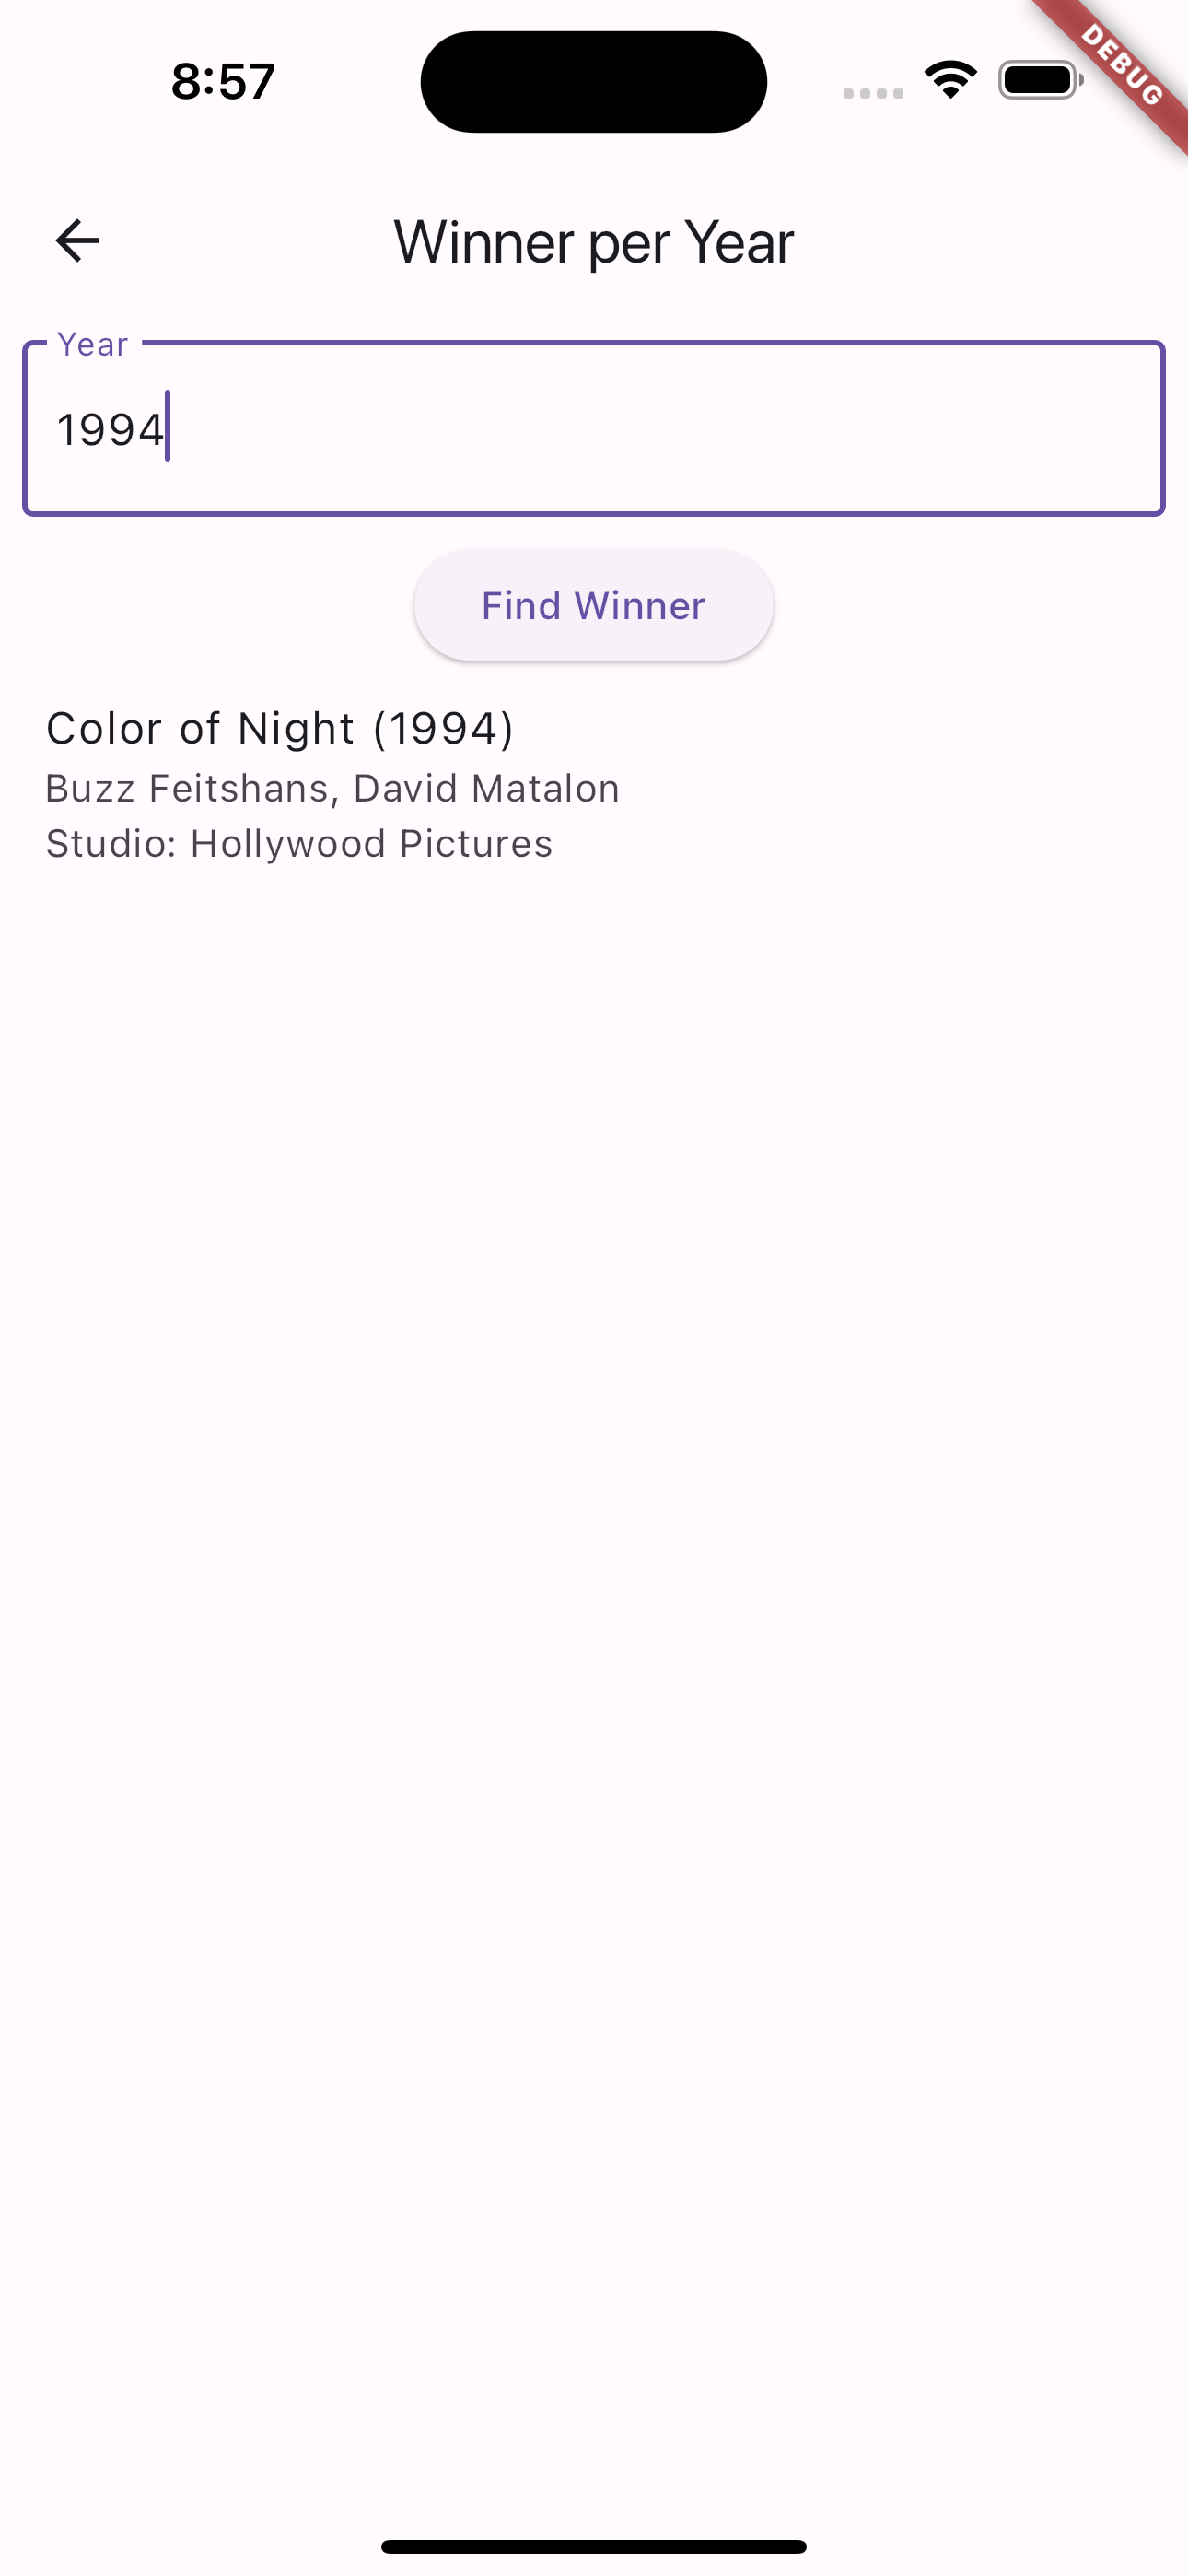 8:57
DEBUG
Winner per Year
Year
1994
Find Winner
Color of Night (1994)
Buzz Feitshans, David Matalon
Studio: Hollywood Pictures